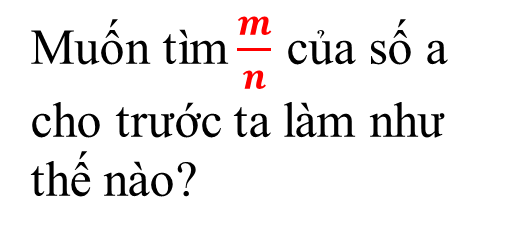 Muốn tìm m/n của số a
cho trước ta làm như
thế nào?